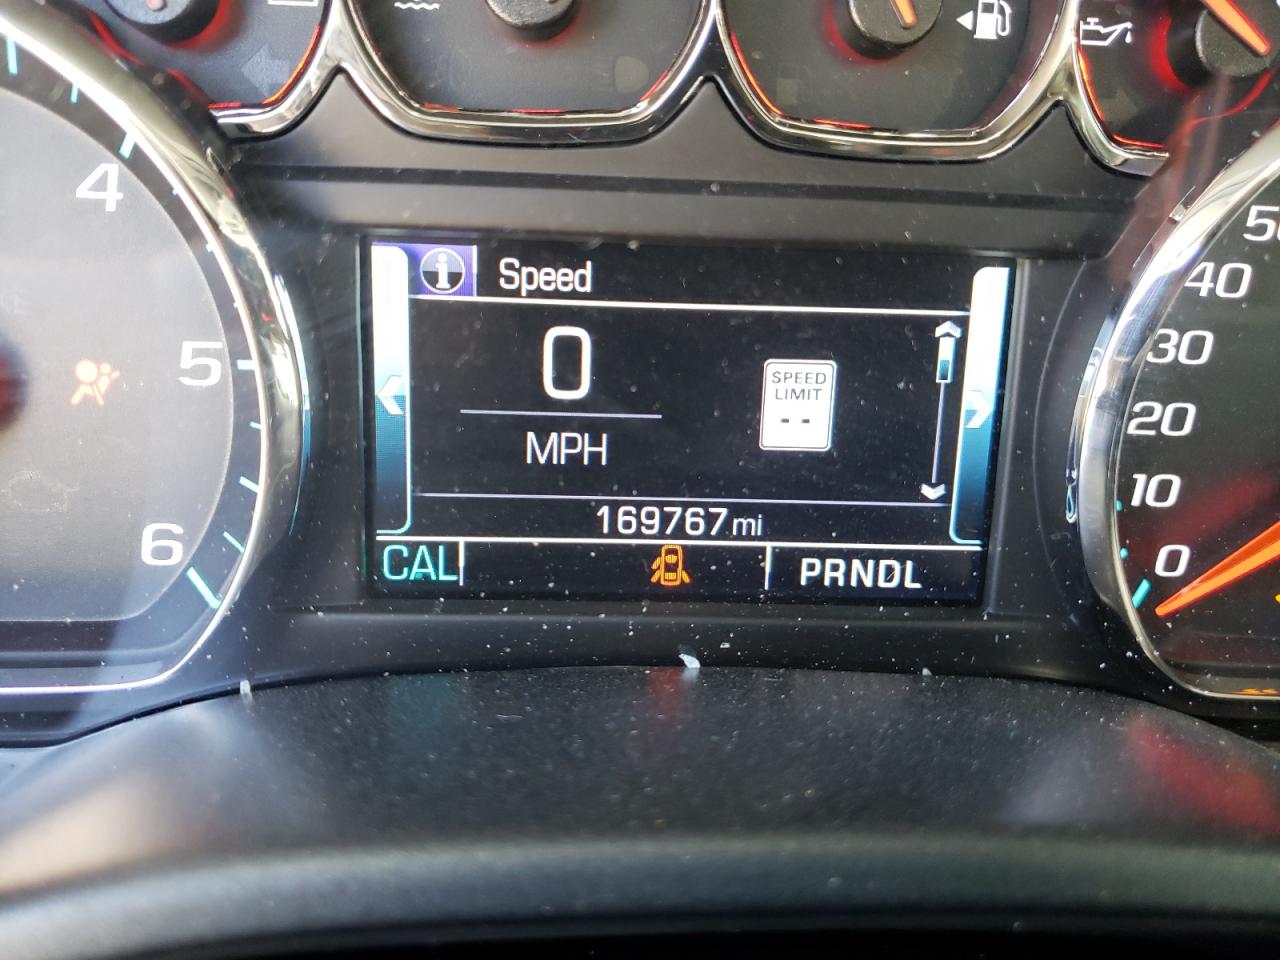 4
5
6
Speed
0
MPH
SPEED
LIMIT
--
169767 mi
CAL
PRNDL
40
30
20
10
0